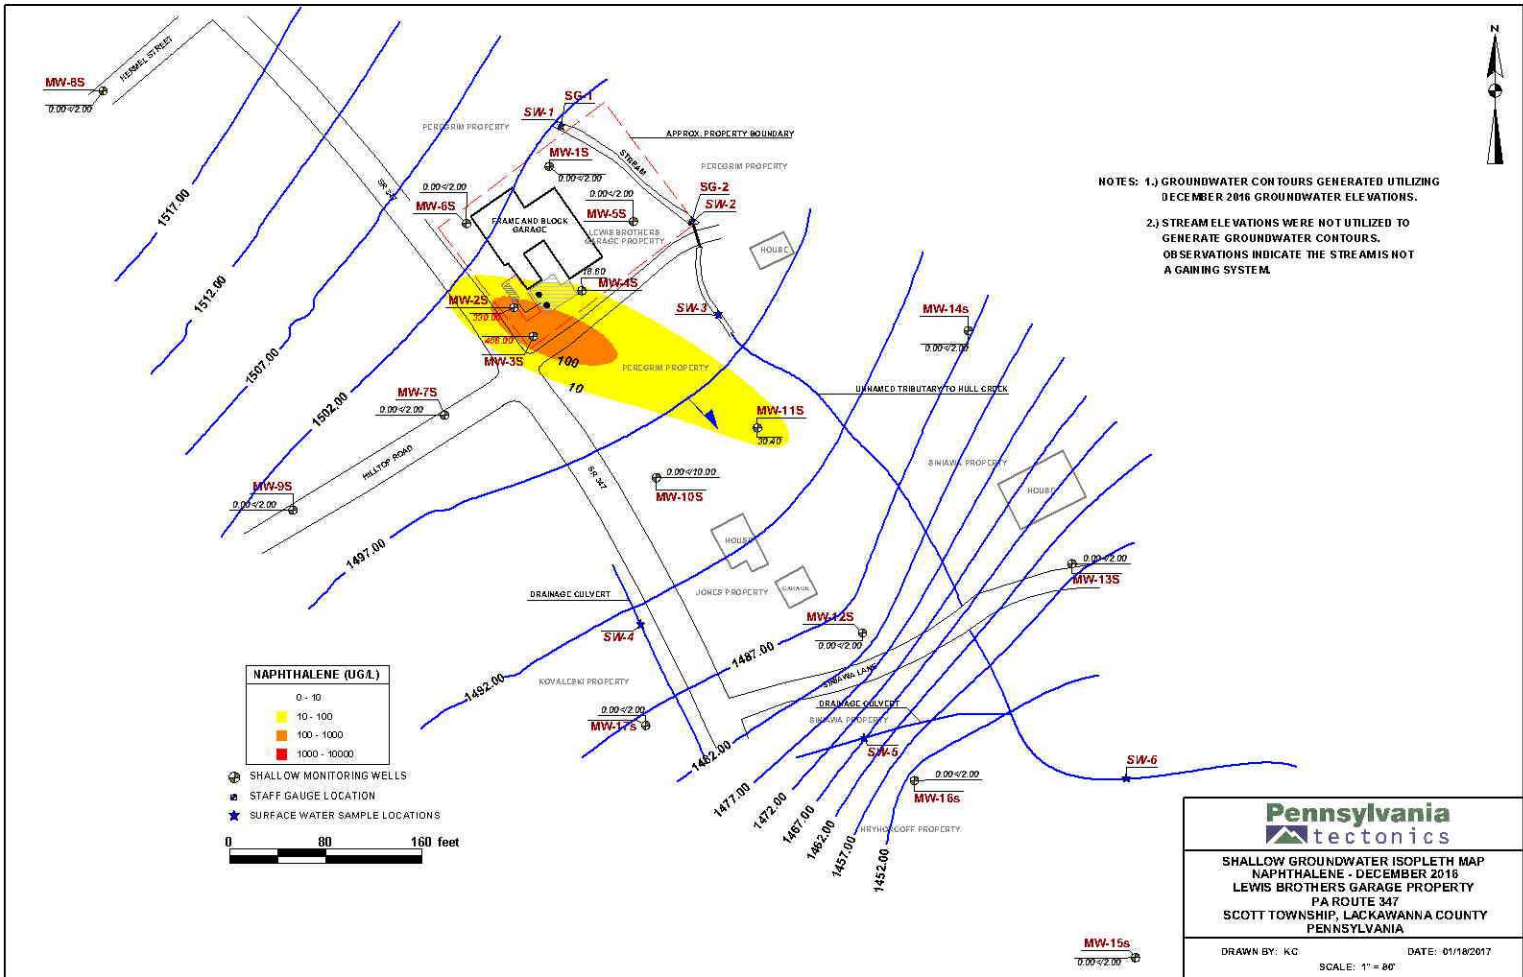 N
MW-8S
0.00</2.00
HERMEL STREET
SG-1
SW-1
PEREGRIM PROPERTY
APPROX. PROPERTY BOUNDARY
STREAM
MW-1S
0.00</2.00
PEREGRIM PROPERTY
0.00</2.00
MW-6S
0.00</2.00
MW-5S
SG-2
SW-2
FRAME AND BLOCK
GARAGE
LEWIS BROTHERS
GARAGE PROPERTY
HOUSE
NOTES: 1.) GROUNDWATER CONTOURS GENERATED UTILIZING
DECEMBER 2016 GROUNDWATER ELEVATIONS.
2.) STREAM ELEVATIONS WERE NOT UTILIZED TO
GENERATE GROUNDWATER CONTOURS.
OBSERVATIONS INDICATE THE STREAM IS NOT
A GAINING SYSTEM.
1517.00
1512.00
1507.00
1502.00
1497.00
1492.00
1487.00
1482.00
1477.00
1472.00
1467.00
1462.00
1457.00
1452.00
18.60
MW-4S
MW-2S
330.00
MW-3S
100
10
PEREGRIM PROPERTY
SW-3
MW-14s
0.00</2.00
UNNAMED TRIBUTARY TO HULL CREEK
MW-7S
0.00</2.00
HILLTOP ROAD
MW-9S
0.00</2.00
SR 347
MW-11S
30.40
0.00</10.00
MW-10S
SINIAWA PROPERTY
HOUSE
HOUSE
GARAGE
JONES PROPERTY
0.00</2.00
MW-13S
DRAINAGE CULVERT
SW-4
MW-12S
0.00</2.00
SINIAWA LANE
KOVALESKI PROPERTY
0.00</2.00
MW-17s
DRAINAGE CULVERT
SINIAWA PROPERTY
SW-5
SW-6
0.00</2.00
MW-16s
PROPERTY
MW-15s
0.00</2.00
NAPHTHALENE (UG/L)
0 - 10
10 - 100
100 - 1000
1000 - 10000
SHALLOW MONITORING WELLS
STAFF GAUGE LOCATION
SURFACE WATER SAMPLE LOCATIONS
0 80 160 feet
Pennsylvania
tectonics
SHALLOW GROUNDWATER ISOPLETH MAP
NAPHTHALENE - DECEMBER 2016
LEWIS BROTHERS GARAGE PROPERTY
PA ROUTE 347
SCOTT TOWNSHIP, LACKAWANNA COUNTY
PENNSYLVANIA
DRAWN BY: KC DATE: 01/18/2017
SCALE: 1" = 80'